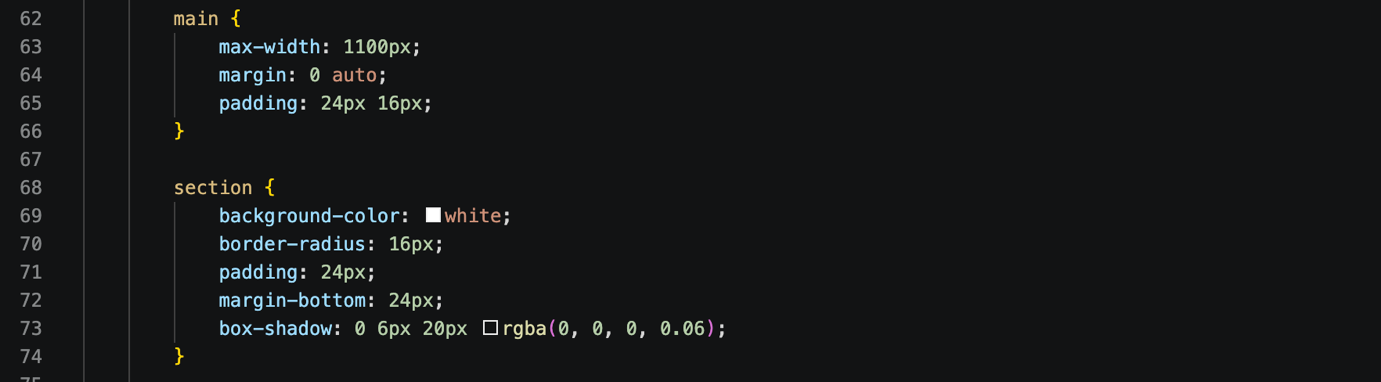 62 main {
63 max-width: 1100px;
64 margin: 0 auto;
65 padding: 24px 16px;
66 }
67
68 section {
69 background-color: white;
70 border-radius: 16px;
71 padding: 24px;
72 margin-bottom: 24px;
73 box-shadow: 0 6px 20px rgba(0, 0, 0, 0.06);
74 }